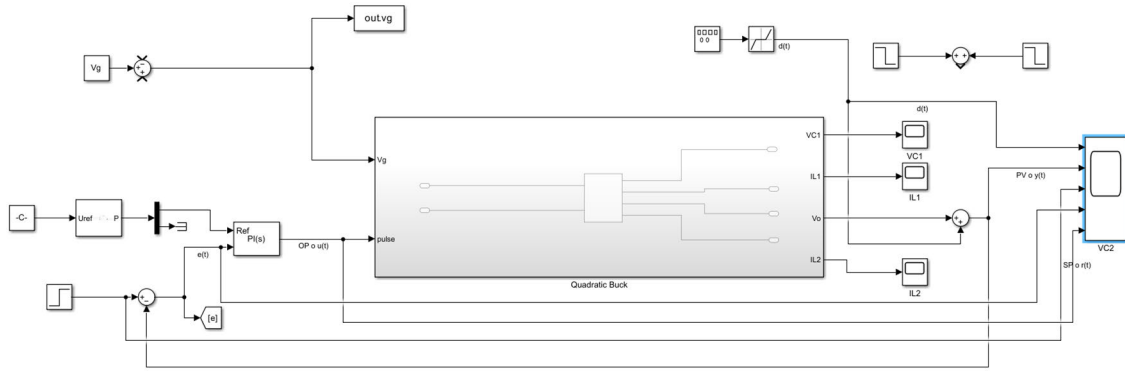 out.vg
d(t)
Vg
d(t)
VC1
VC1
Vg
IL1
PV o y(t)
IL1
-C-
Uref
P
Ref
PI(s)
Vo
pulse
OP o u(t)
e(t)
IL2
VC2
SP o r(t)
Quadratic Buck
IL2
[e]